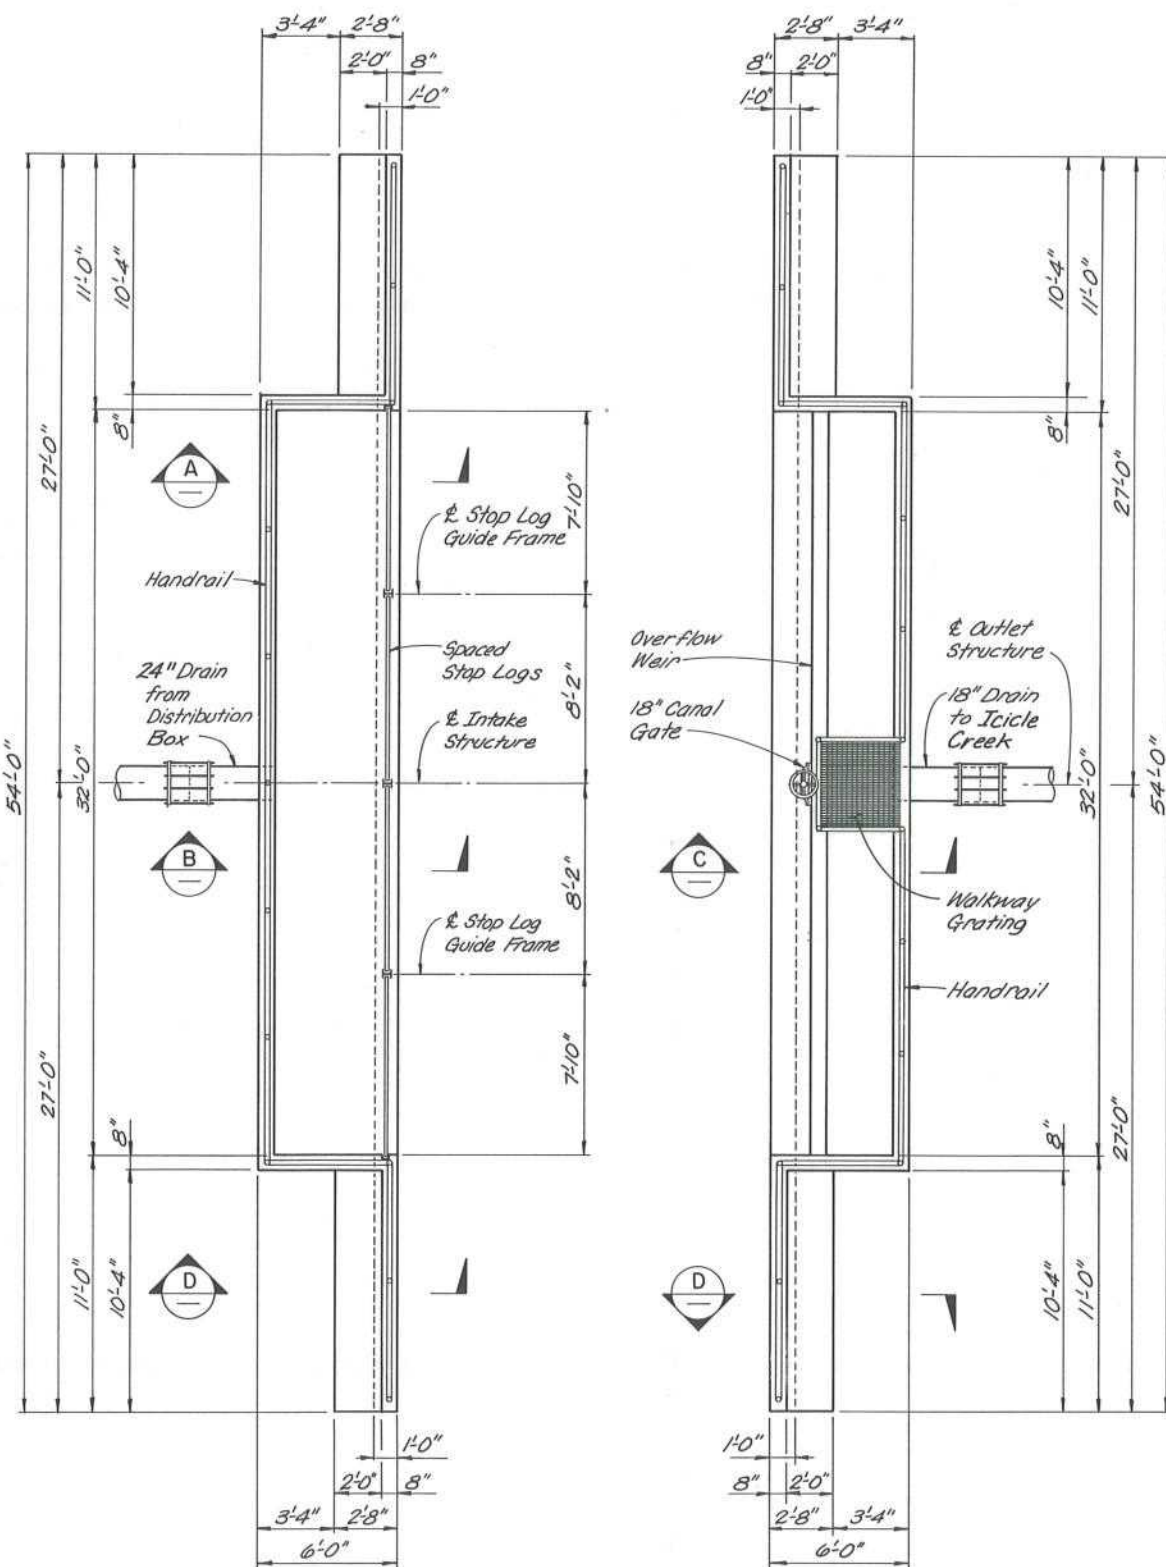 3'-4" 2'-8"
2'-0" 8"
1'-0"
2'-8" 3'-4"
8" 2'-0"
1'-0"
54'-0"
27'-0"
27'-0"
11'-0"
32'-0"
11'-0"
10'-4"
8"
8"
10'-4"
A
B
D
Handrail
24" Drain
from
Distribution
Box
℄ Stop Log
Guide Frame
Spaced
Stop Logs
℄ Intake
Structure
℄ Stop Log
Guide Frame
7'-10"
8'-2"
8'-2"
7'-10"
1'-0"
2'-0" 8"
3'-4" 2'-8"
6'-0"
Overflow
Weir
18" Canal
Gate
C
D
℄ Outlet
Structure
18" Drain
to Icicle
Creek
Walkway
Grating
Handrail
10'-4"
8"
8"
10'-4"
11'-0"
32'-0"
11'-0"
27'-0"
27'-0"
54'-0"
1'-0"
8" 2'-0"
2'-8" 3'-4"
6'-0"